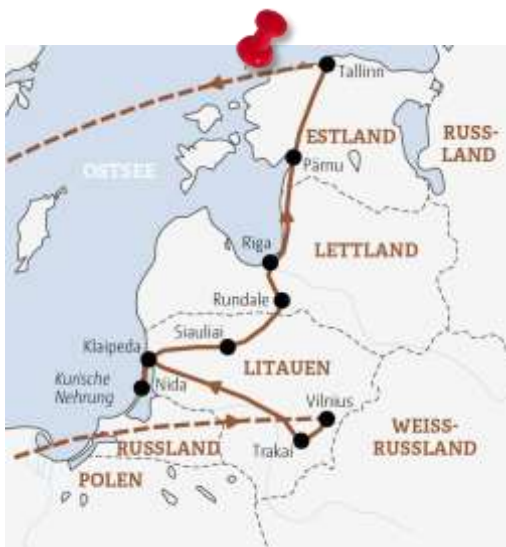 Tallinn
ESTLAND
RUSS-
LAND
OSTSEE
Pärnu
Riga
LETTLAND
Rundale
Siauliai
Klaipeda
LITAUEN
Kurische
Nehrung
Nida
Vilnius
WEISS-
RUSSLAND
Trakai
RUSSLAND
POLEN